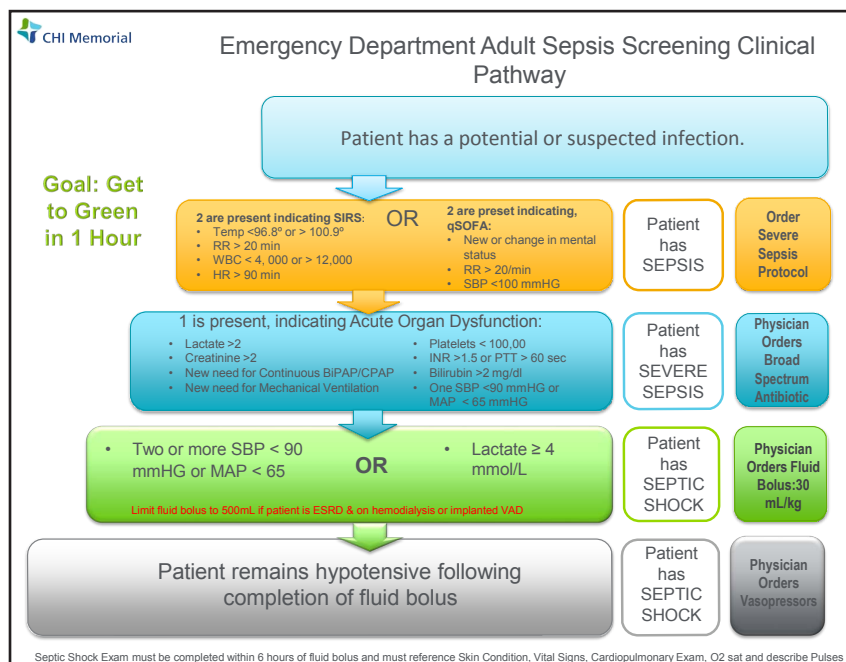 CHI Memorial
Emergency Department Adult Sepsis Screening Clinical
Pathway
Patient has a potential or suspected infection.
Goal: Get
to Green
in 1 Hour
2 are present indicating SIRS:
• Temp <96.8º or > 100.9º
• RR > 20 min
• WBC < 4, 000 or > 12,000
• HR > 90 min
OR
2 are preset indicating,
qSOFA:
• New or change in mental
status
• RR > 20/min
• SBP <100 mmHG
Patient
has
SEPSIS
Order
Severe
Sepsis
Protocol
1 is present, indicating Acute Organ Dysfunction:
• Lactate >2
• Creatinine >2
• New need for Continuous BiPAP/CPAP
• New need for Mechanical Ventilation
• Platelets < 100,00
• INR >1.5 or PTT > 60 sec
• Bilirubin >2 mg/dl
• One SBP <90 mmHG or
MAP < 65 mmHG
Patient
has
SEVERE
SEPSIS
Physician
Orders
Broad
Spectrum
Antibiotic
• Two or more SBP < 90
mmHG or MAP < 65
OR
• Lactate ≥ 4
mmol/L
Limit fluid bolus to 500mL if patient is ESRD & on hemodialysis or implanted VAD
Patient
has
SEPTIC
SHOCK
Physician
Orders Fluid
Bolus:30
mL/kg
Patient remains hypotensive following
completion of fluid bolus
Patient
has
SEPTIC
SHOCK
Physician
Orders
Vasopressors
Septic Shock Exam must be completed within 6 hours of fluid bolus and must reference Skin Condition, Vital Signs, Cardiopulmonary Exam, O2 sat and describe Pulses